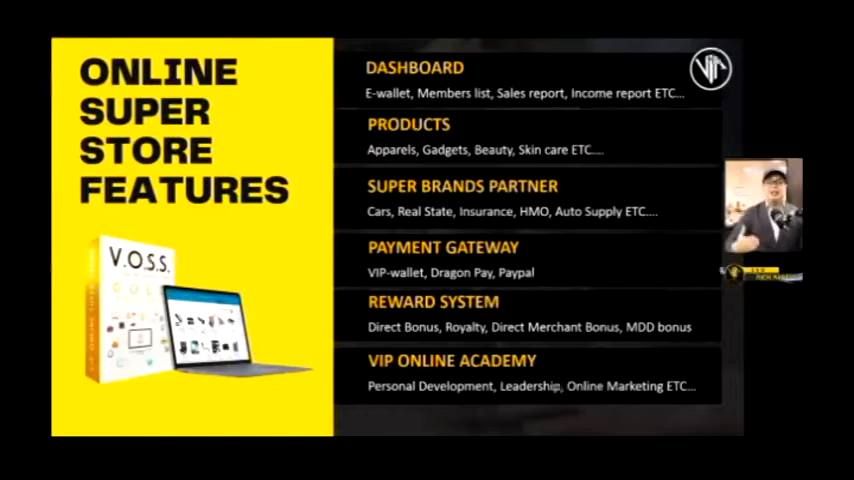 ONLINE
SUPER
STORE
FEATURES
V.O.S.S.
DASHBOARD
E-wallet, Members list, Sales report, Income report ETC...
PRODUCTS
Apparels, Gadgets, Beauty, Skin care ETC....
SUPER BRANDS PARTNER
Cars, Real State, Insurance, HMO, Auto Supply ETC....
PAYMENT GATEWAY
VIP-wallet, Dragon Pay, Paypal
REWARD SYSTEM
Direct Bonus, Royalty, Direct Merchant Bonus, MDD bonus
VIP ONLINE ACADEMY
Personal Development, Leadership, Online Marketing ETC...